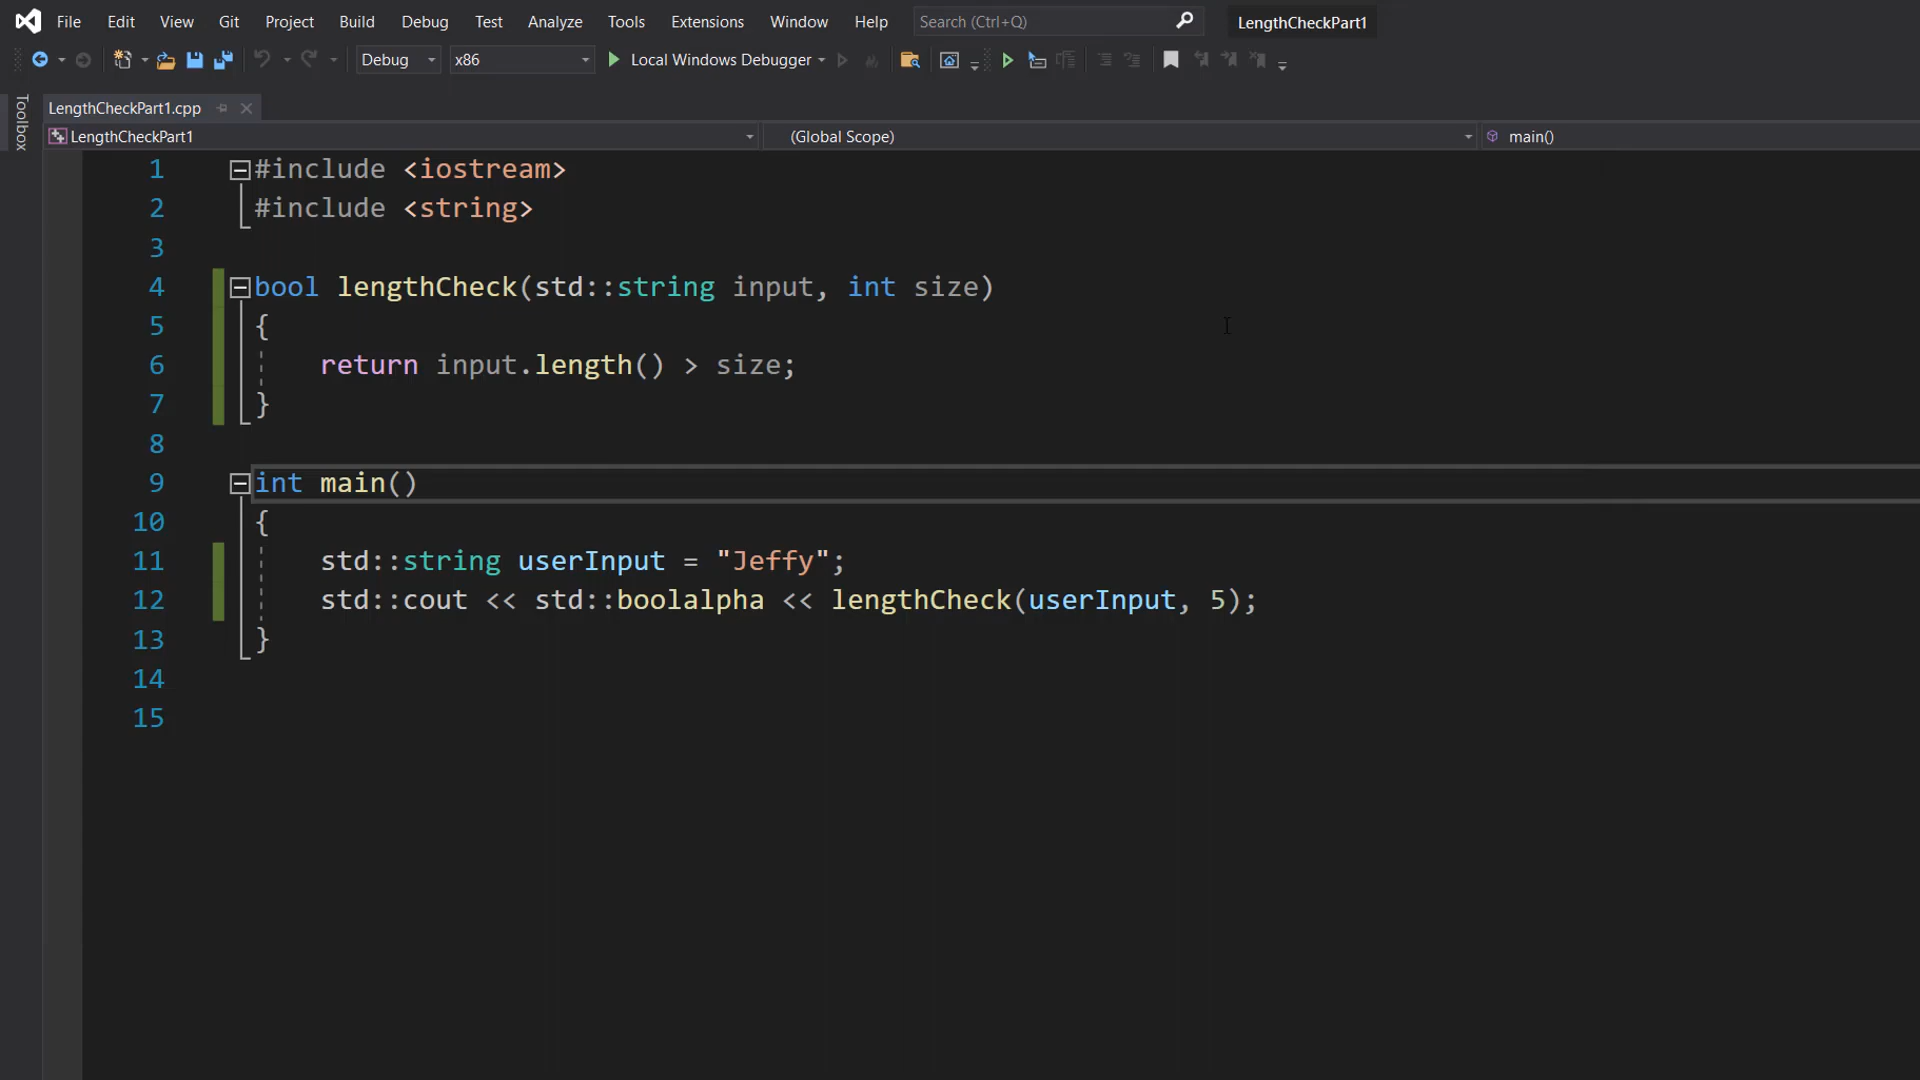 File Edit View Git Project Build Debug Test Analyze Tools Extensions Window Help Search (Ctrl+Q) LengthCheckPart1
Debug x86 Local Windows Debugger
Toolbox
LengthCheckPart1.cpp
LengthCheckPart1 (Global Scope) main()
1 #include <iostream>
2 #include <string>
3
4 bool lengthCheck(std::string input, int size)
5 {
6 return input.length() > size;
7 }
8
9 int main()
10 {
11 std::string userInput = "Jeffy";
12 std::cout << std::boolalpha << lengthCheck(userInput, 5);
13 }
14
15